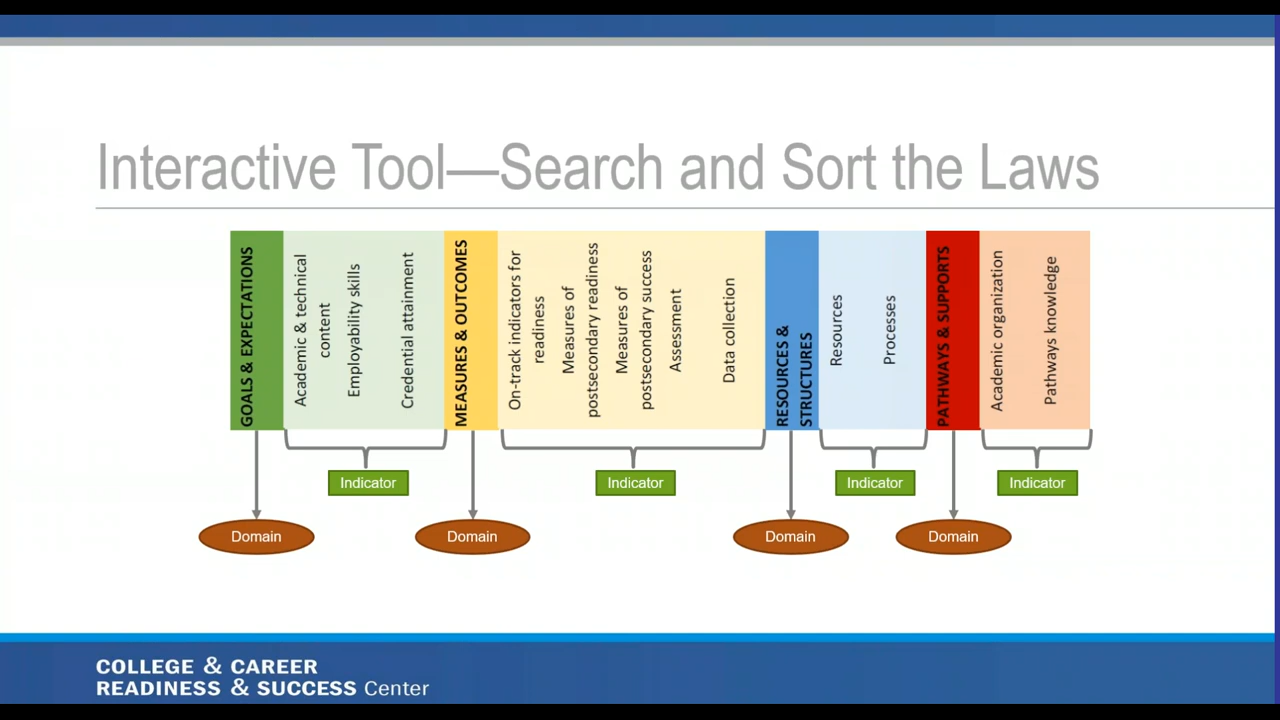 Interactive Tool—Search and Sort the Laws
GOALS & EXPECTATIONS
Academic & technical
content
Employability skills
Credential attainment
MEASURES & OUTCOMES
On-track indicators for
readiness
Measures of
postsecondary readiness
Measures of
postsecondary success
Assessment
Data collection
RESOURCES &
STRUCTURES
Resources
Processes
PATHWAYS & SUPPORTS
Academic organization
Pathways knowledge
Indicator
Indicator
Indicator
Indicator
Domain
Domain
Domain
Domain
COLLEGE & CAREER
READINESS & SUCCESS Center